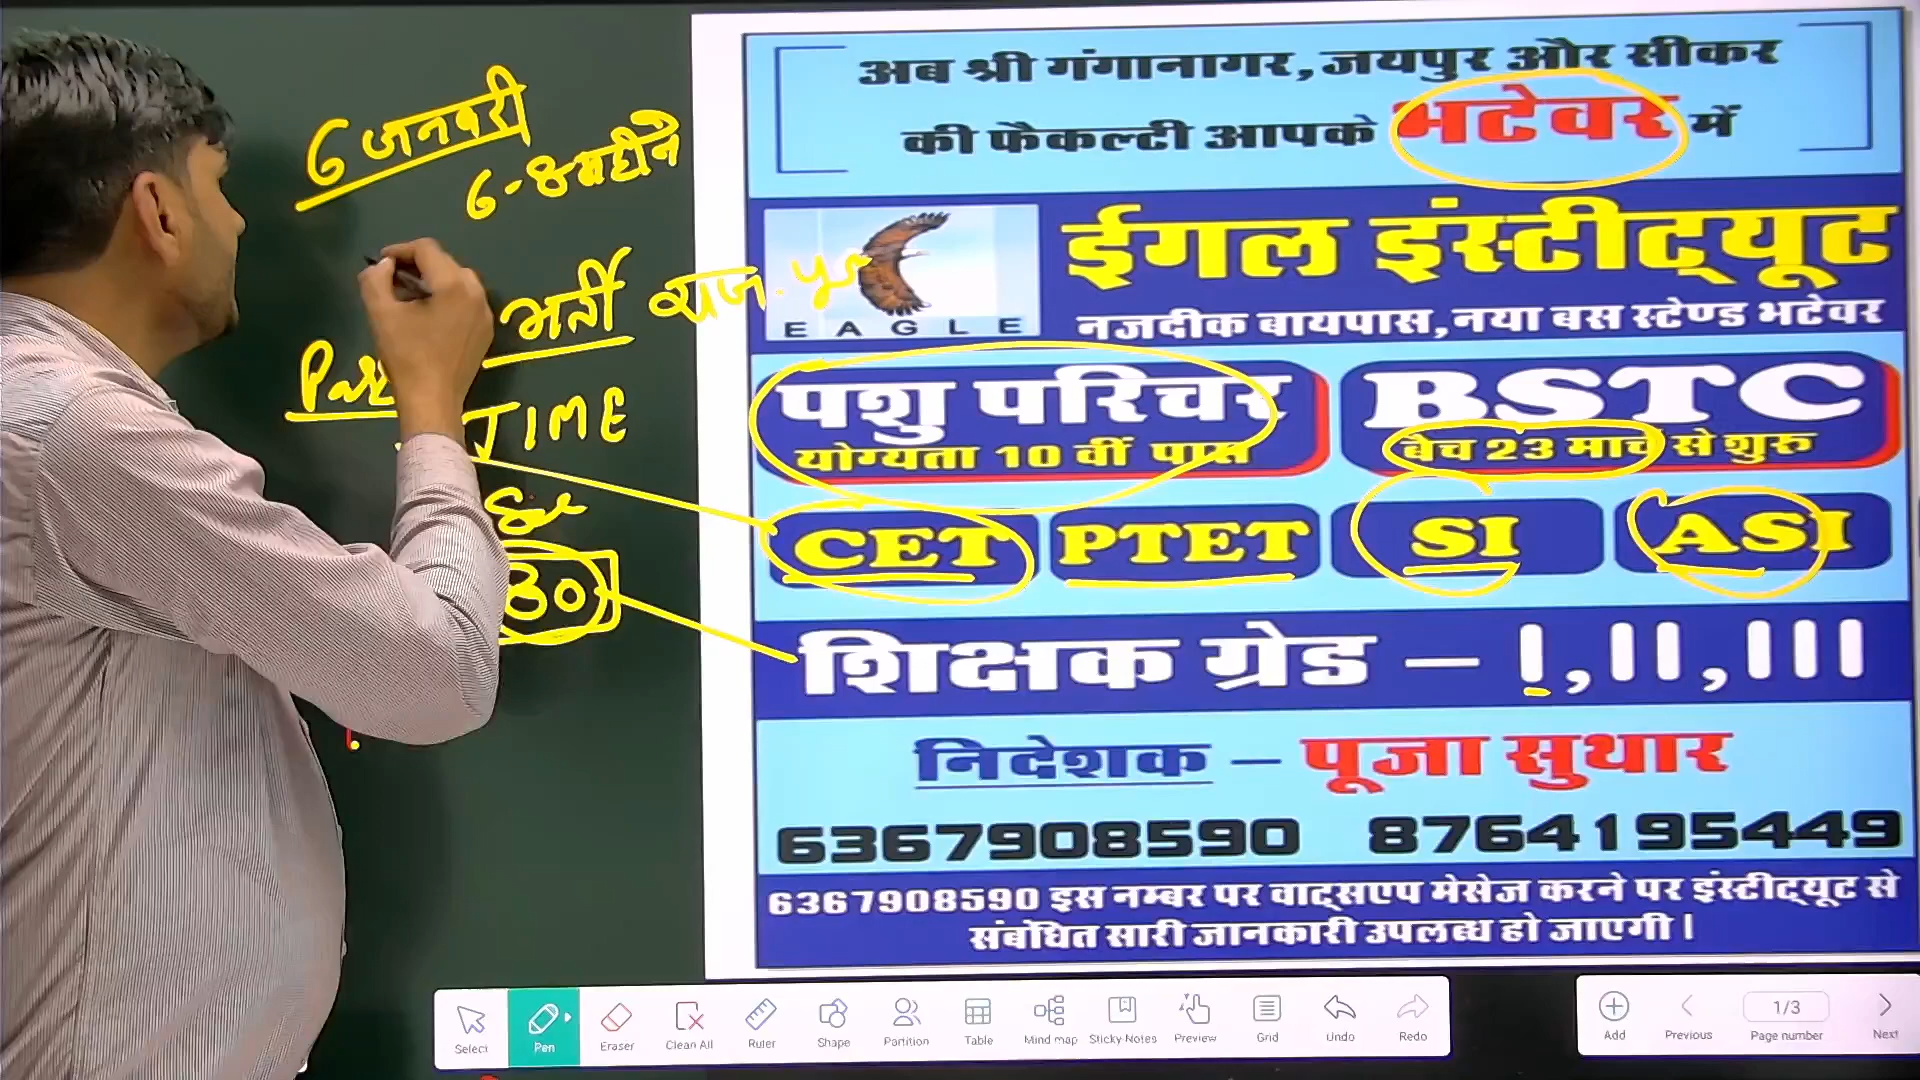 6 जनवरी
6-8 महीने
भर्ती राज.
TIME
30
अब श्री गंगानागर, जयपुर और सीकर
की फैकल्टी आपके भटेवर में
ईगल इंस्टीट्यूट
EAGLE
नजदीक बायपास, नया बस स्टेण्ड भटेवर
पशु परिचर
योग्यता 10 वीं पास
BSTC
बैच 23 मार्च से शुरू
CET PTET SI ASI
शिक्षक ग्रेड – I, II, III
निदेशक – पूजा सुथार
6367908590 8764195449
6367908590 इस नम्बर पर वाट्सएप मेसेज करने पर इंस्टीट्यूट से
संबंधित सारी जानकारी उपलब्ध हो जाएगी।
Select Pen Eraser Clean All Ruler Shape Partition Table Mind map Sticky Notes Preview Grid Undo Redo
Add Previous 1/3 Page number Next